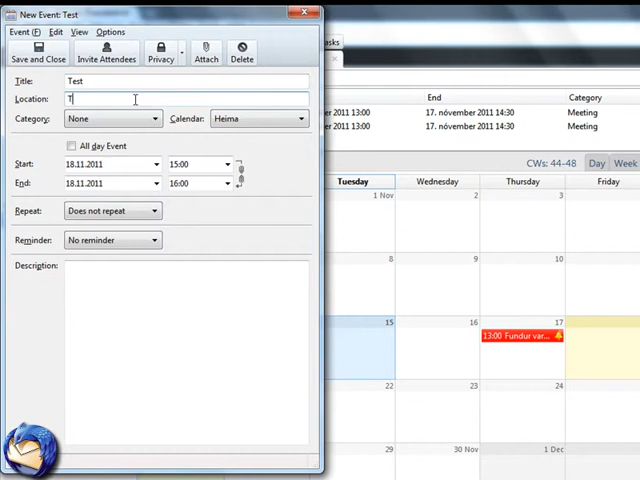 New Event: Test
Event (F) Edit View Options
Save and Close Invite Attendees Privacy Attach Delete
Title: Test
Location: T
Category: None Calendar: Heima
All day Event
Start: 18.11.2011 15:00
End: 18.11.2011 16:00
Repeat: Does not repeat
Reminder: No reminder
Description:
End Category
2011 13:00 17. nóvember 2011 14:30 Meeting
2011 13:00 17. nóvember 2011 14:30 Meeting
CWs: 44-48 Day Week
Tuesday Wednesday Thursday Friday
1 Nov 2 3
8 9 10
15 16 17
13:00 Fundur var...
22 23 24
29 30 Nov 1 Dec